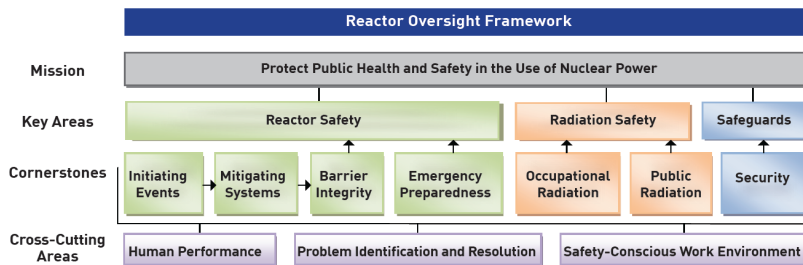 Reactor Oversight Framework
Mission
Protect Public Health and Safety in the Use of Nuclear Power
Key Areas
Reactor Safety
Radiation Safety
Safeguards
Cornerstones
Initiating
Events
Mitigating
Systems
Barrier
Integrity
Emergency
Preparedness
Occupational
Radiation
Public
Radiation
Security
Cross-Cutting
Areas
Human Performance
Problem Identification and Resolution
Safety-Conscious Work Environment